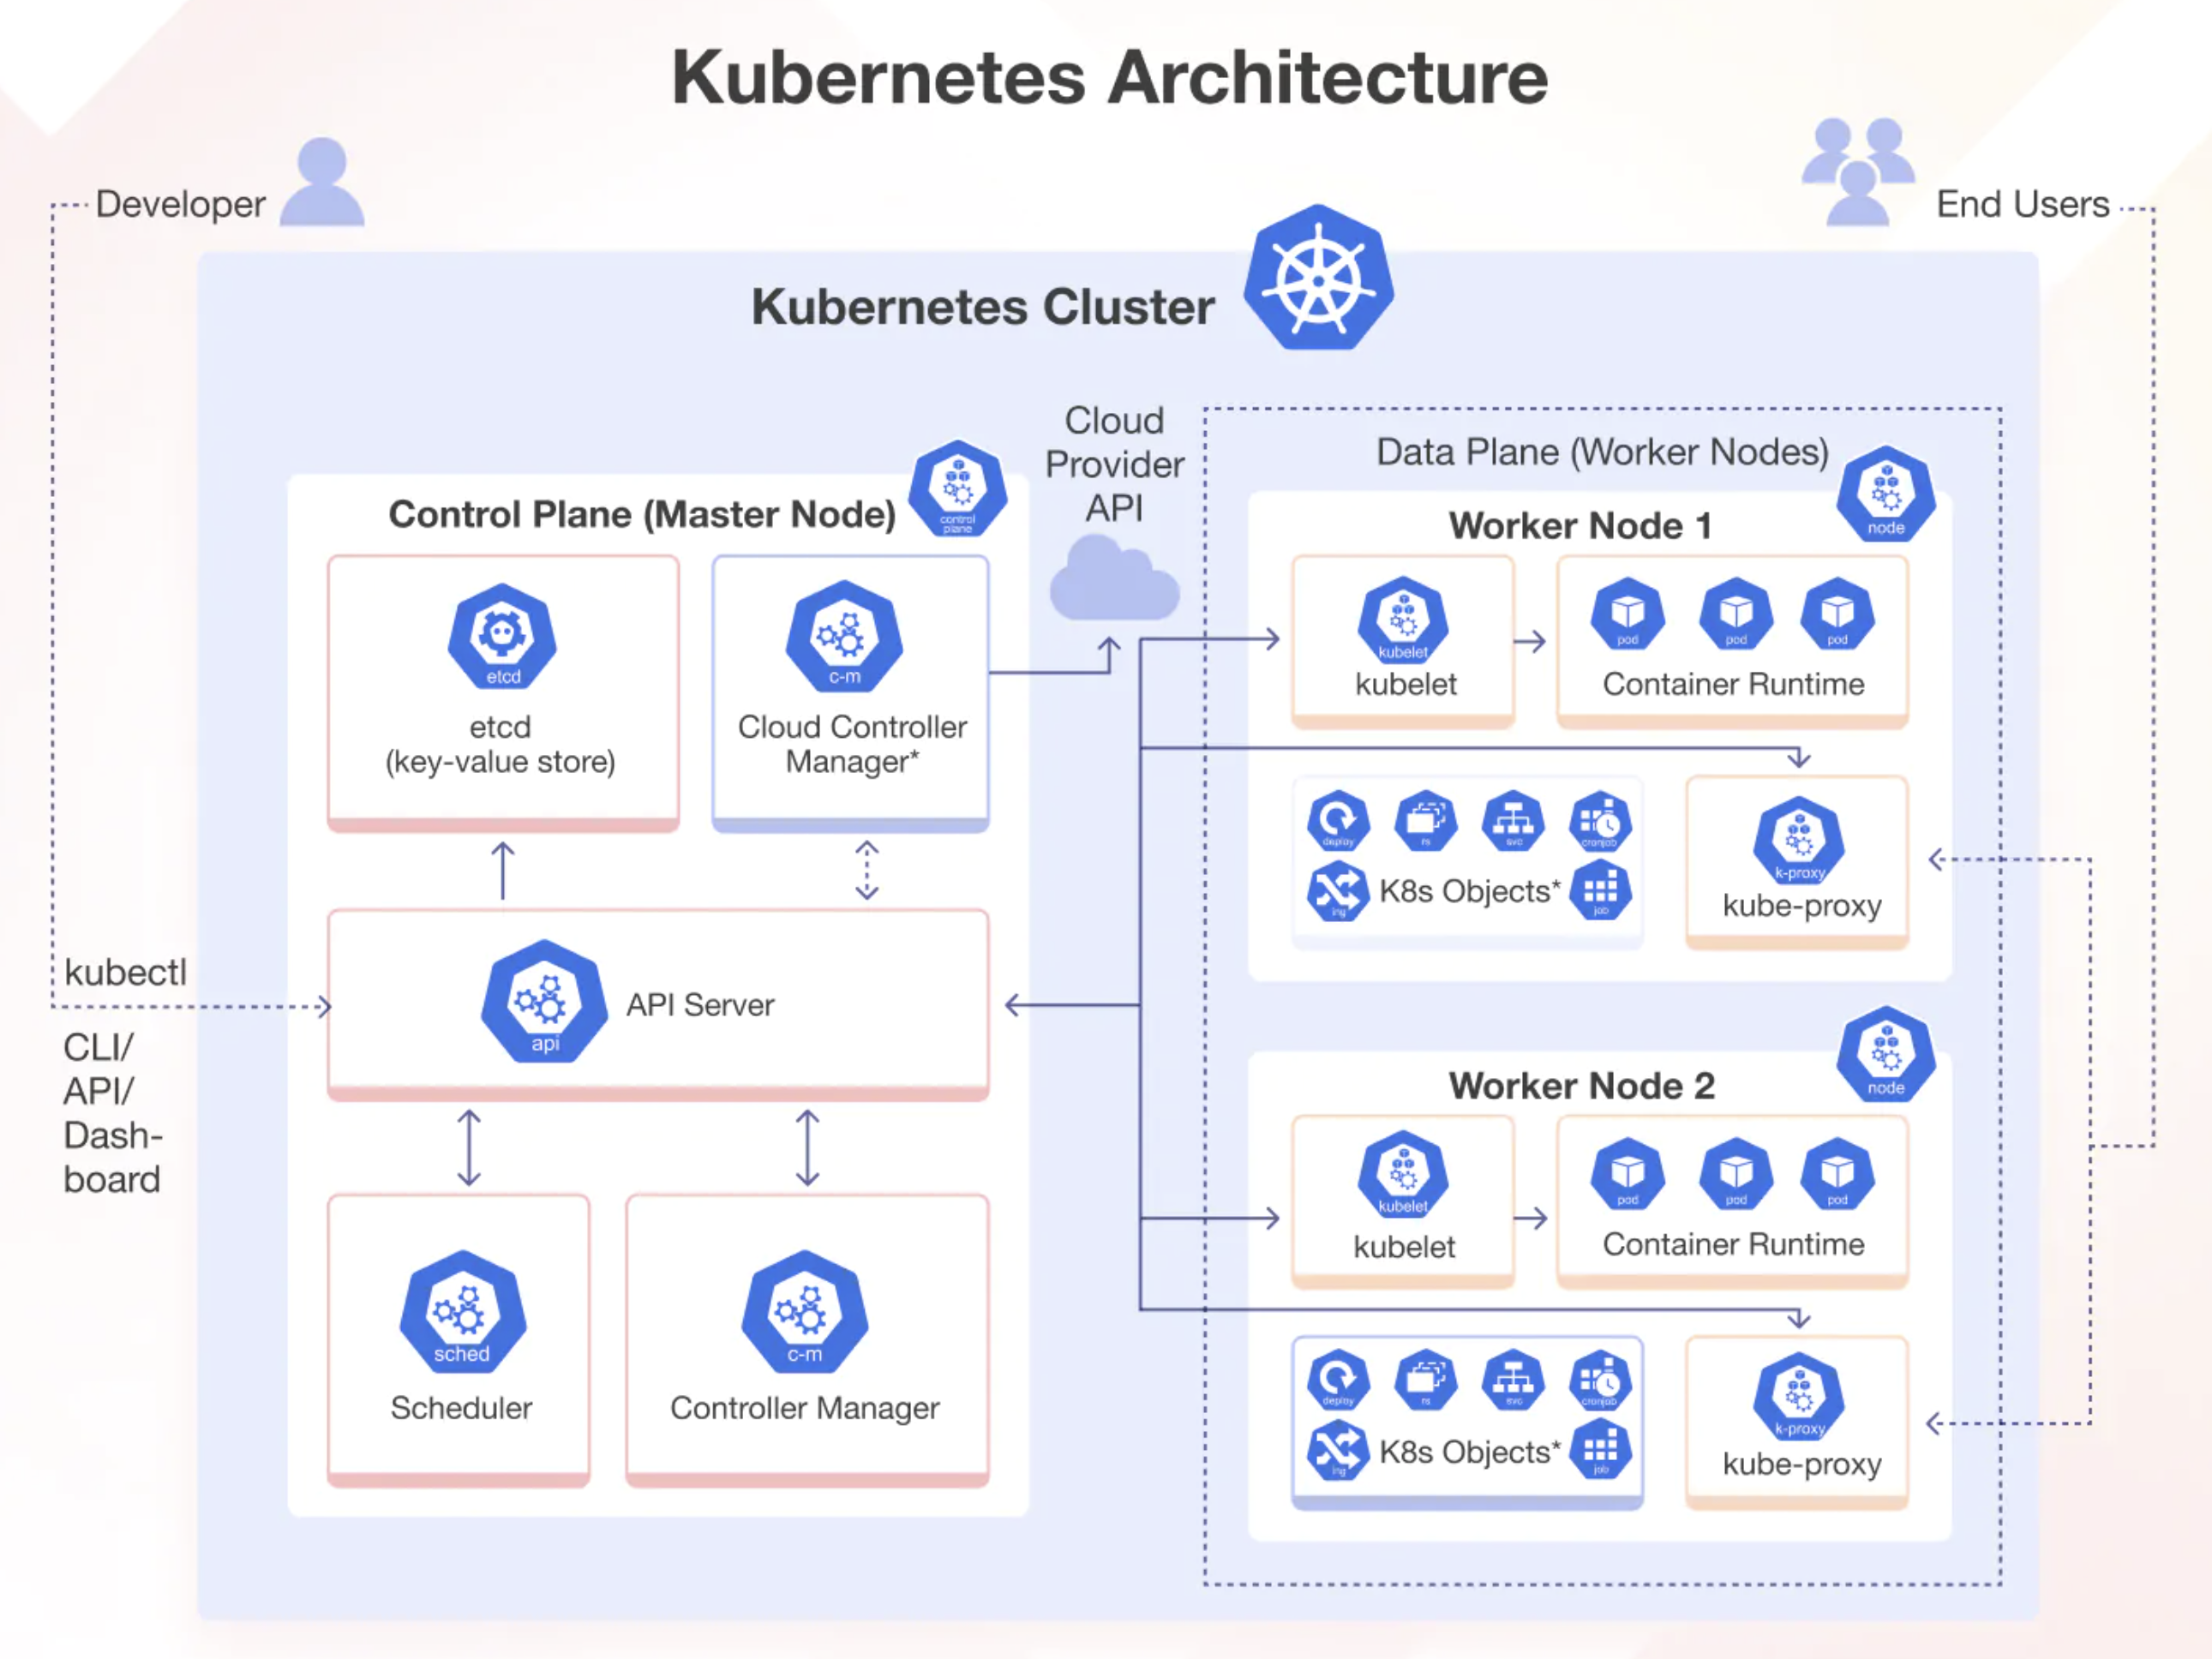 Kubernetes Architecture
Developer
End Users
Kubernetes Cluster
Cloud
Provider
API
Control Plane (Master Node)
control
plane
etcd
etcd
(key-value store)
c-m
Cloud Controller
Manager*
kubectl
CLI/
API/
Dash-
board
api
API Server
sched
Scheduler
c-m
Controller Manager
Data Plane (Worker Nodes)
Worker Node 1
node
kubelet
kubelet
pod
pod
pod
Container Runtime
deploy
rs
svc
cronjob
ing
K8s Objects*
job
k-proxy
kube-proxy
Worker Node 2
node
kubelet
kubelet
pod
pod
pod
Container Runtime
deploy
rs
svc
cronjob
ing
K8s Objects*
job
k-proxy
kube-proxy